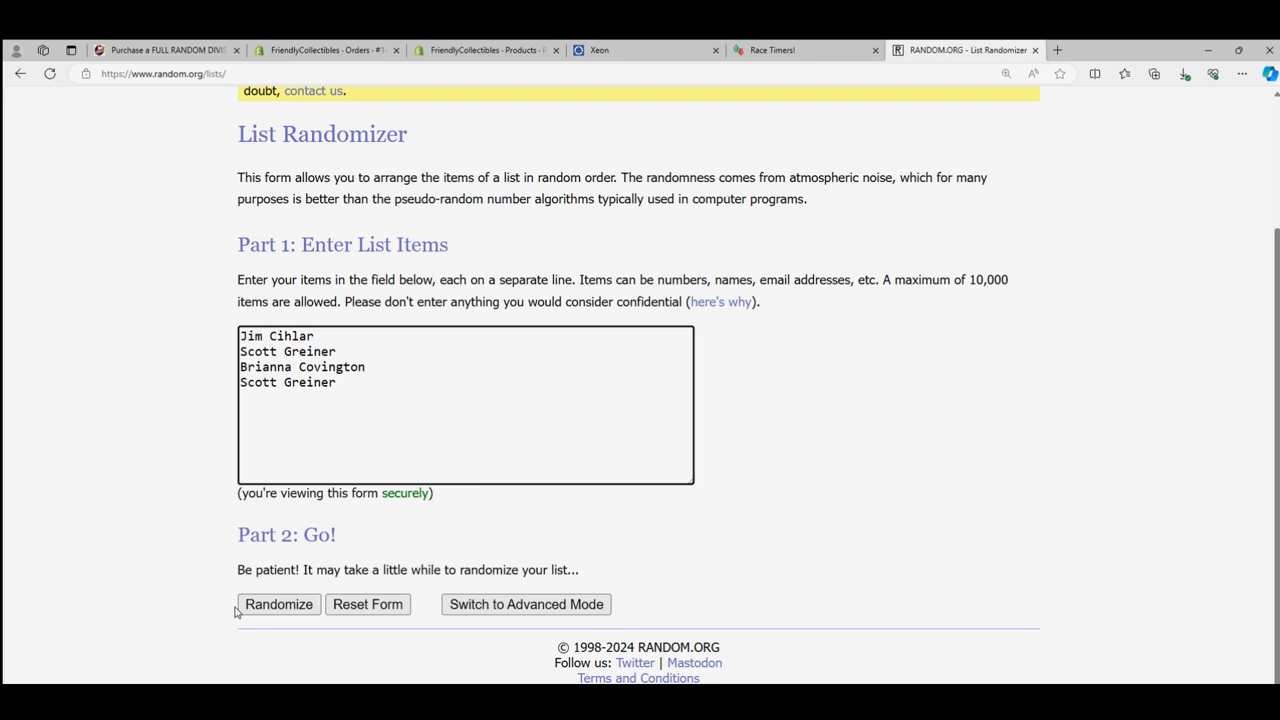 Purchase a FULL RANDOM DIVIS
FriendlyCollectibles · Orders · #1
FriendlyCollectibles · Products ·
Xeon
Race Timers!
RANDOM.ORG - List Randomizer
https://www.random.org/lists/
doubt, contact us.
List Randomizer
This form allows you to arrange the items of a list in random order. The randomness comes from atmospheric noise, which for many
purposes is better than the pseudo-random number algorithms typically used in computer programs.
Part 1: Enter List Items
Enter your items in the field below, each on a separate line. Items can be numbers, names, email addresses, etc. A maximum of 10,000
items are allowed. Please don't enter anything you would consider confidential (here's why).
Jim Cihlar
Scott Greiner
Brianna Covington
Scott Greiner
(you're viewing this form securely)
Part 2: Go!
Be patient! It may take a little while to randomize your list...
Randomize Reset Form Switch to Advanced Mode
© 1998-2024 RANDOM.ORG
Follow us: Twitter | Mastodon
Terms and Conditions